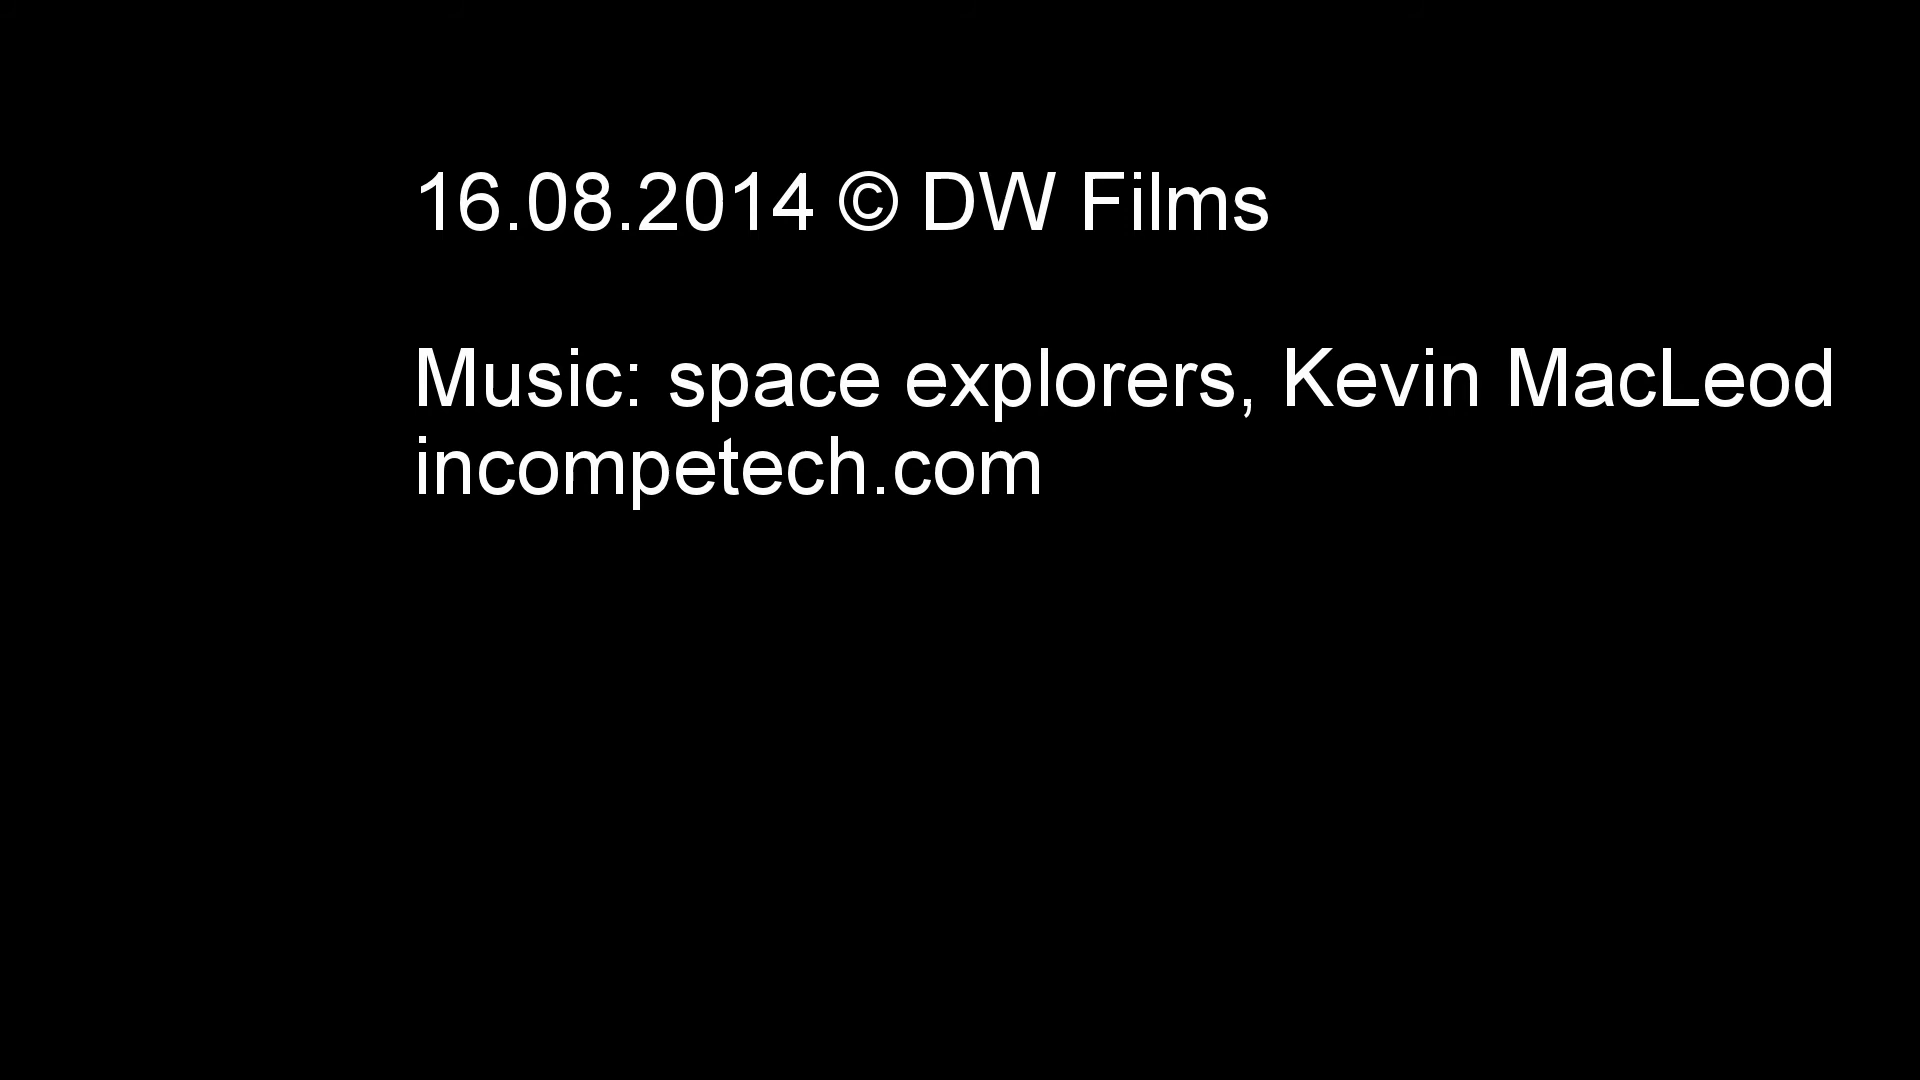 16.08.2014 © DW Films
Music: space explorers, Kevin MacLeod
incompetech.com